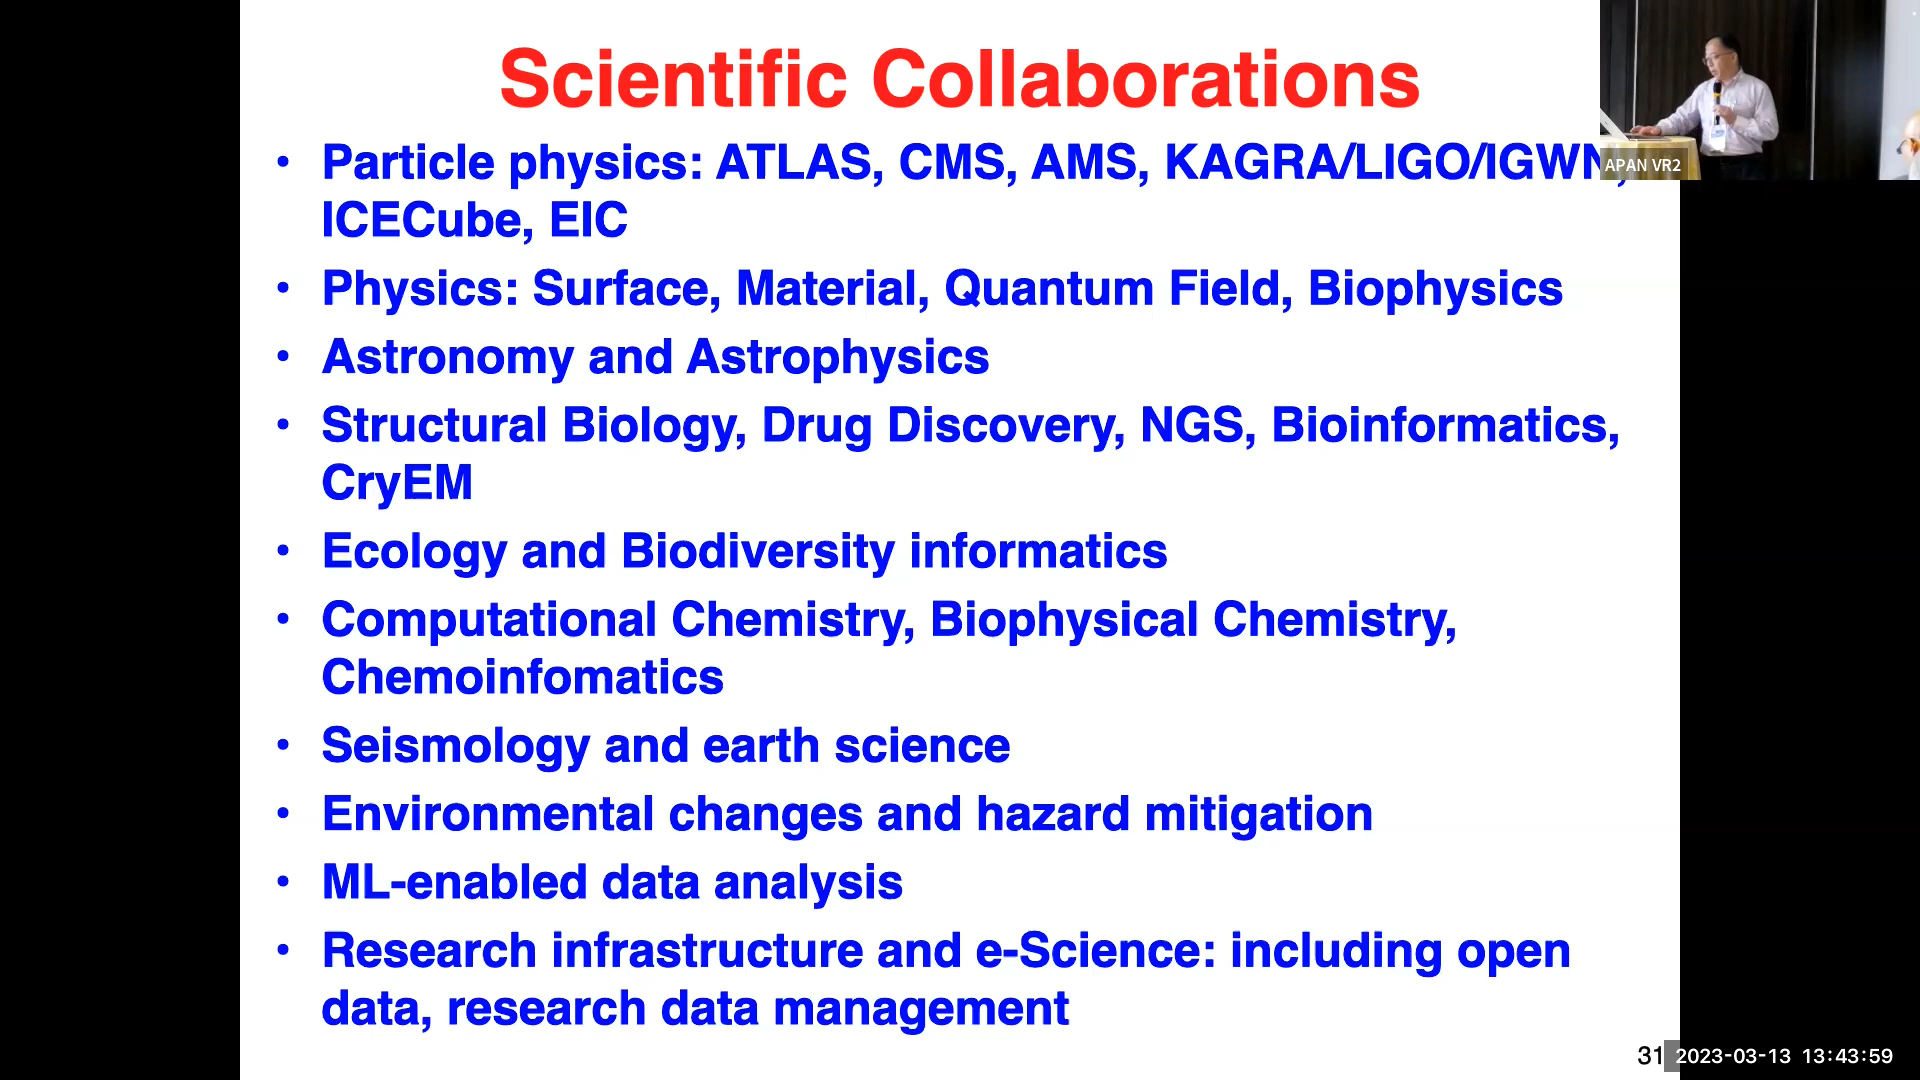 Scientific Collaborations
• Particle physics: ATLAS, CMS, AMS, KAGRA/LIGO/IGWN,
ICECube, EIC
• Physics: Surface, Material, Quantum Field, Biophysics
• Astronomy and Astrophysics
• Structural Biology, Drug Discovery, NGS, Bioinformatics,
CryEM
• Ecology and Biodiversity informatics
• Computational Chemistry, Biophysical Chemistry,
Chemoinfomatics
• Seismology and earth science
• Environmental changes and hazard mitigation
• ML-enabled data analysis
• Research infrastructure and e-Science: including open
data, research data management
APAN VR2
31
2023-03-13 13:43:59